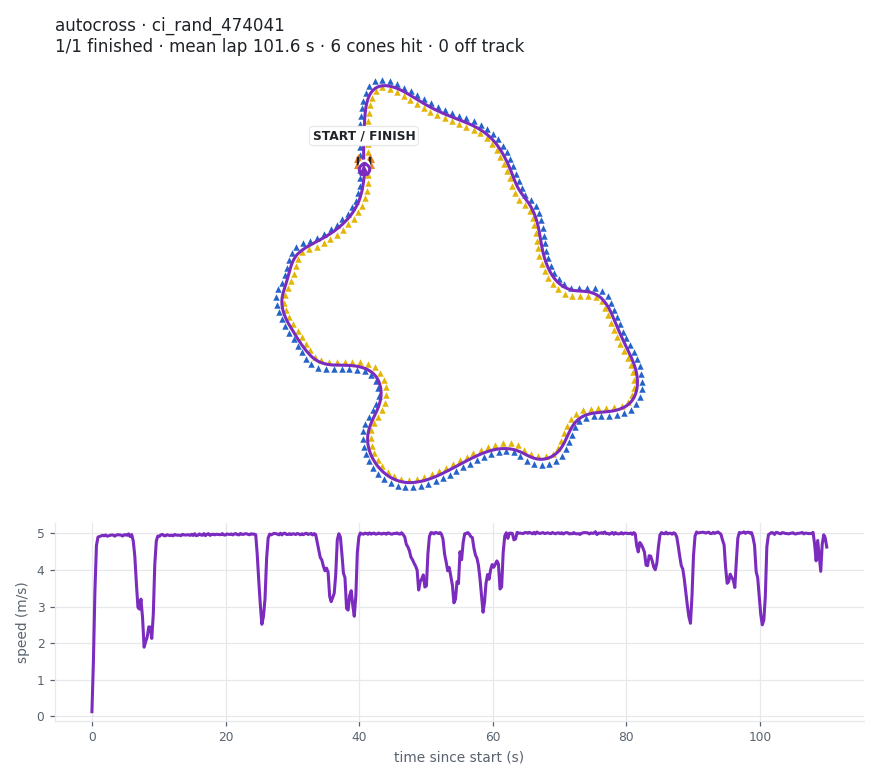 autocross · ci_rand_474041
1/1 finished · mean lap 101.6 s · 6 cones hit · 0 off track
START / FINISH
5
4
3
2
1
0
speed (m/s)
0 20 40 60 80 100
time since start (s)